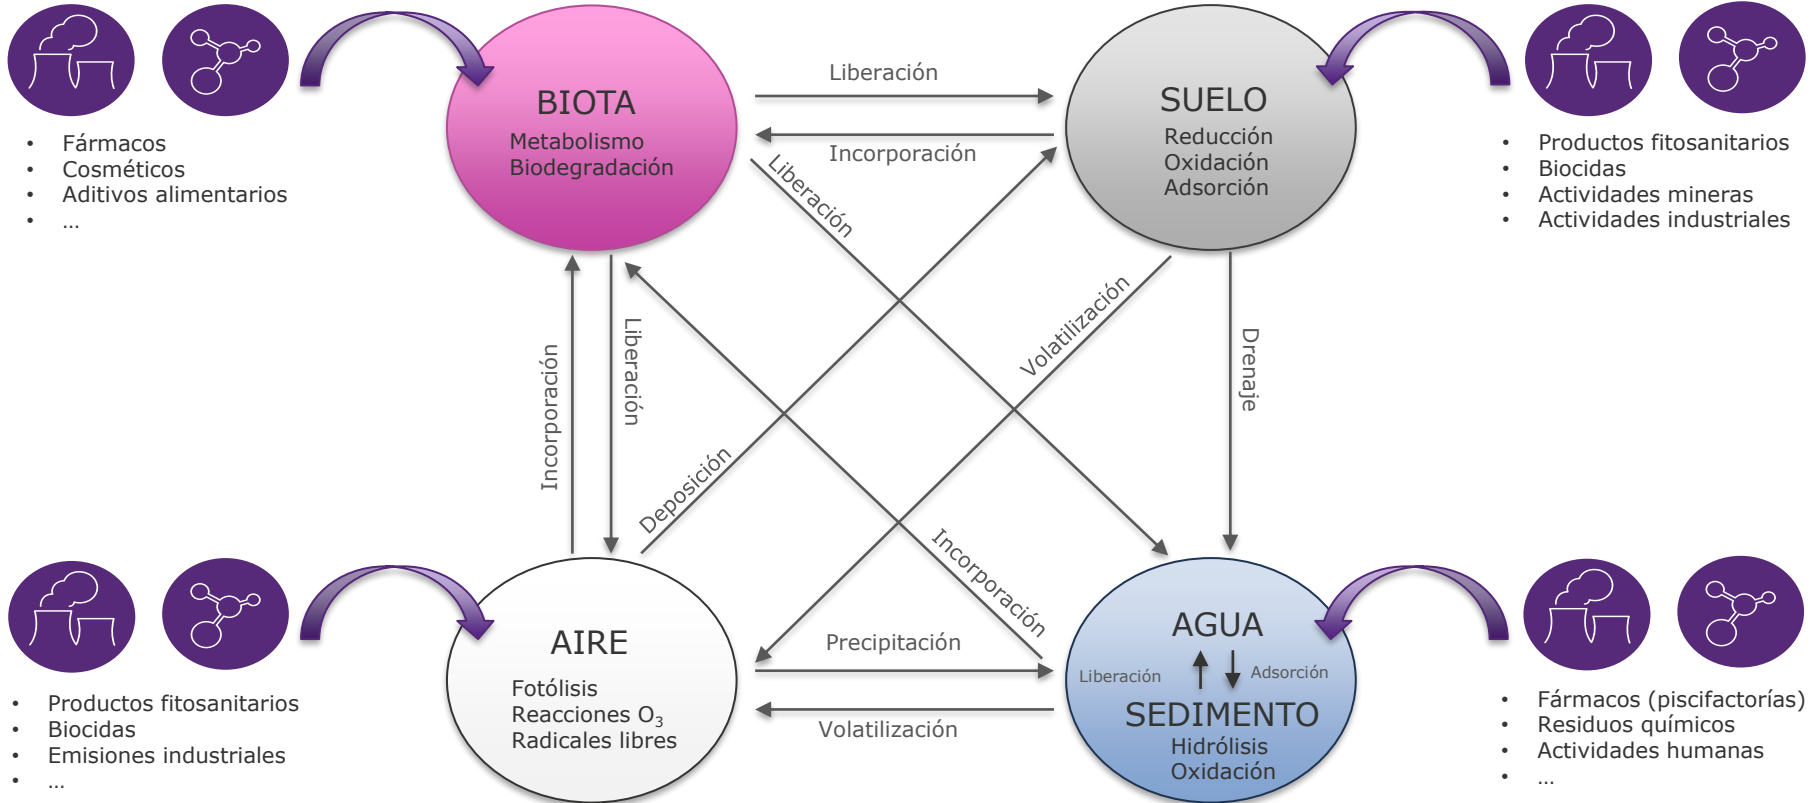 • Fármacos
• Cosméticos
• Aditivos alimentarios
• ...
BIOTA
Metabolismo
Biodegradación
Liberación
Incorporación
SUELO
Reducción
Oxidación
Adsorción
• Productos fitosanitarios
• Biocidas
• Actividades mineras
• Actividades industriales
Liberación
Volatilización
Incorporación
Liberación
Drenaje
Deposición
Incorporación
• Productos fitosanitarios
• Biocidas
• Emisiones industriales
• ...
AIRE
Fotólisis
Reacciones O₃
Radicales libres
Precipitación
Volatilización
AGUA
Liberación
Adsorción
SEDIMENTO
Hidrólisis
Oxidación
• Fármacos (piscifactorías)
• Residuos químicos
• Actividades humanas
• ...